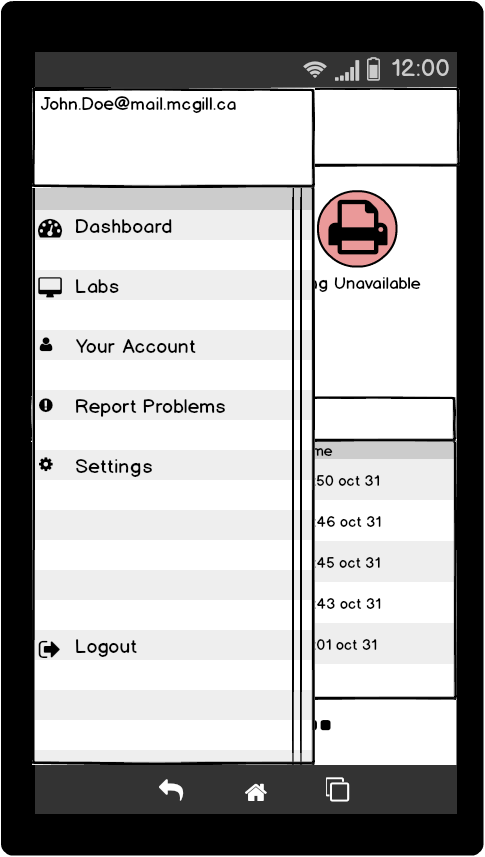 12:00
John.Doe@mail.mcgill.ca
Dashboard
Unavailable
Labs
Your Account
Report Problems
Settings
:50 oct 31
:46 oct 31
:45 oct 31
:43 oct 31
:01 oct 31
Logout